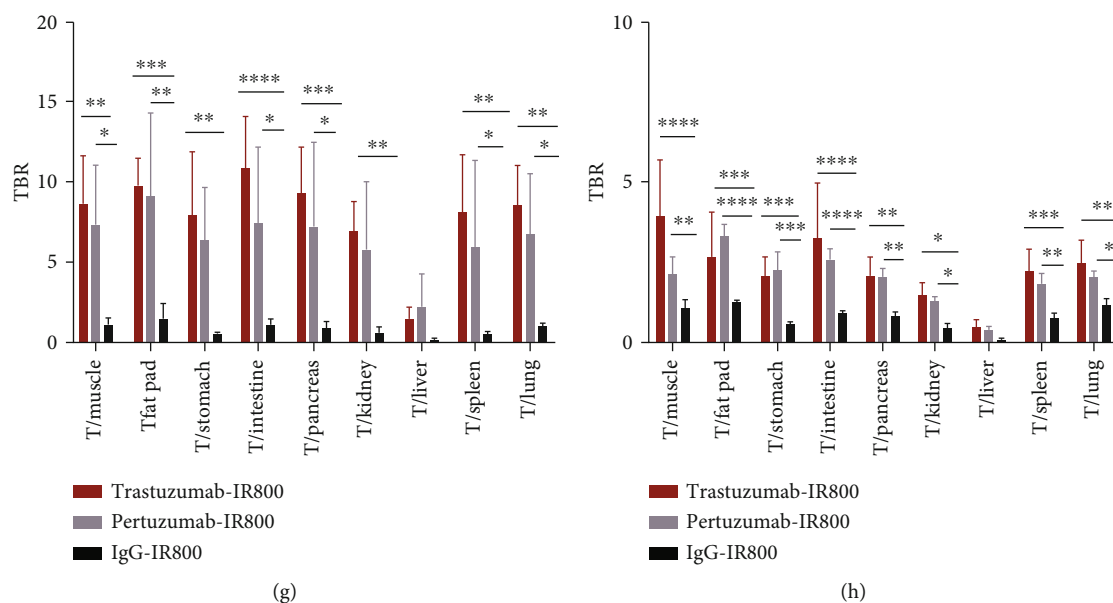 20
15
10
5
0
TBR
** *** ** **** *** ** ** **
* ** * * * *
T/muscle
Tfat pad
T/stomach
T/intestine
T/pancreas
T/kidney
T/liver
T/spleen
T/lung
Trastuzumab-IR800
Pertuzumab-IR800
IgG-IR800
(g)
10
5
0
TBR
**** *** *** **** ** * *** **
** **** *** **** ** * ** *
T/muscle
T/fat pad
T/stomach
T/intestine
T/pancreas
T/kidney
T/liver
T/spleen
T/lung
Trastuzumab-IR800
Pertuzumab-IR800
IgG-IR800
(h)